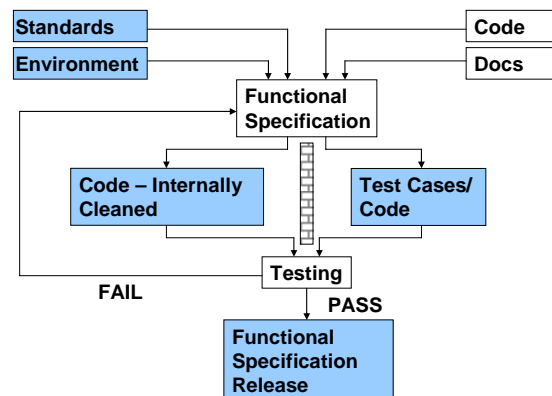 Standards
Code
Environment
Docs
Functional
Specification
Code – Internally
Cleaned
Test Cases/
Code
Testing
FAIL
PASS
Functional
Specification
Release